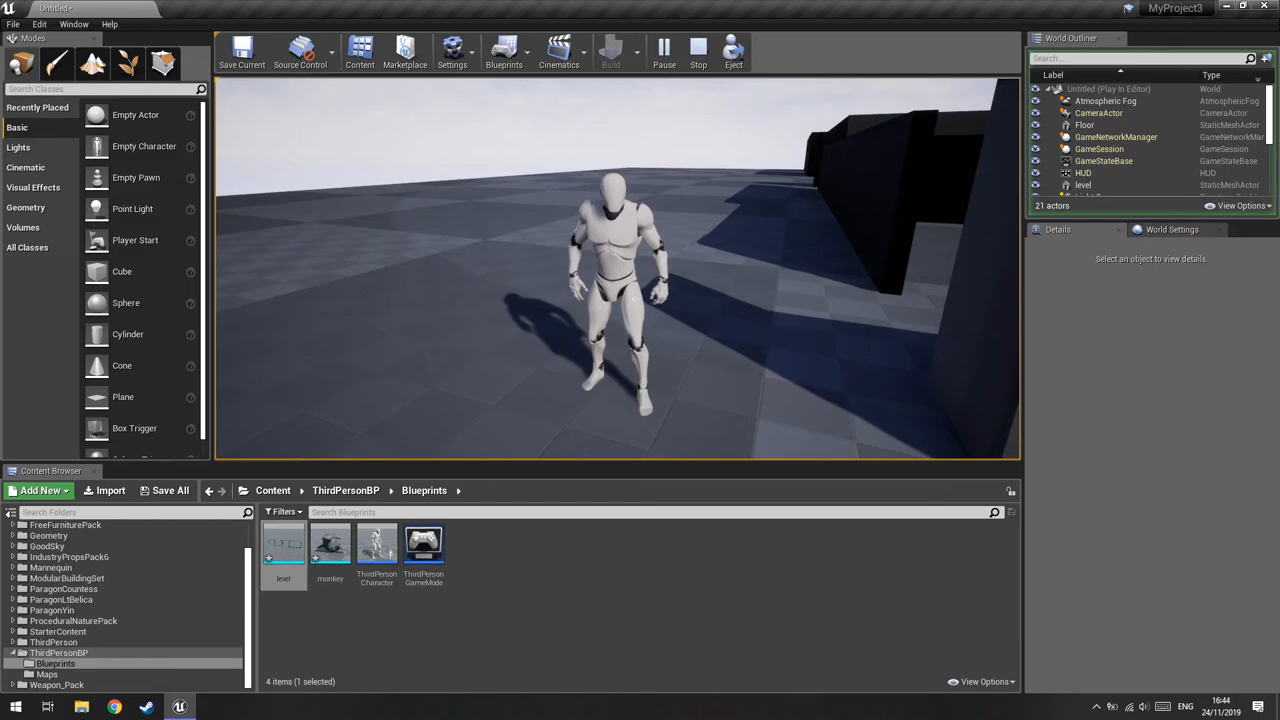 Untitled*
MyProject3
File
Edit
Window
Help
Modes
Search Classes
Recently Placed
Basic
Lights
Cinematic
Visual Effects
Geometry
Volumes
All Classes
Empty Actor
Empty Character
Empty Pawn
Point Light
Player Start
Cube
Sphere
Cylinder
Cone
Plane
Box Trigger
Save Current
Source Control
Content
Marketplace
Settings
Blueprints
Cinematics
Build
Pause
Stop
Eject
World Outliner
Search...
Label
Type
Untitled (Play In Editor)
World
Atmospheric Fog
AtmosphericFog
CameraActor
CameraActor
Floor
StaticMeshActor
GameNetworkManager
GameNetworkMar
GameSession
GameSession
GameStateBase
GameStateBase
HUD
HUD
level
StaticMeshActor
21 actors
View Options
Details
World Settings
Select an object to view details.
Content Browser
Add New
Import
Save All
Content
ThirdPersonBP
Blueprints
Search Folders
FreeFurniturePack
Geometry
GoodSky
IndustryPropsPack6
Mannequin
ModularBuildingSet
ParagonCountess
ParagonLtBelica
ParagonYin
ProceduralNaturePack
StarterContent
ThirdPerson
ThirdPersonBP
Blueprints
Maps
Weapon_Pack
Filters
Search Blueprints
level
monkey
ThirdPerson
Character
ThirdPerson
GameMode
4 items (1 selected)
View Options
ENG
16:44
24/11/2019